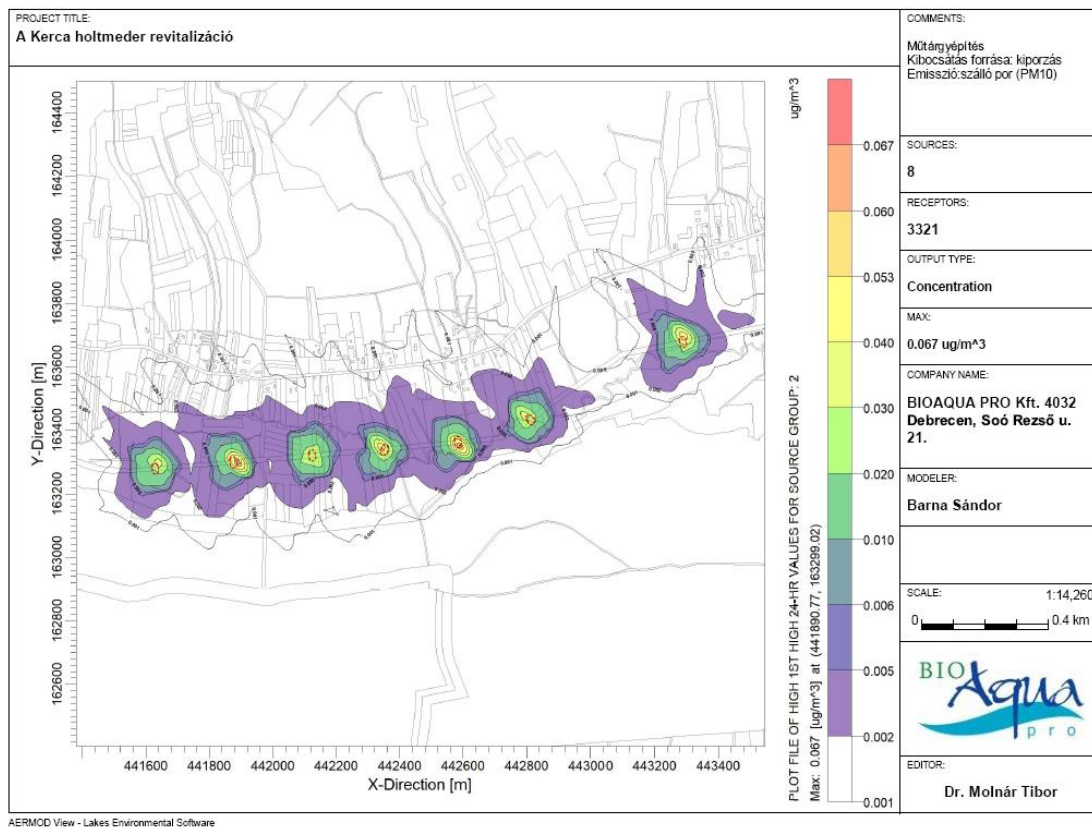 PROJECT TITLE:
A Kerca holtmeder revitalizáció
COMMENTS:
Műtárgyépítés
Kibocsátás forrása: kiporzás
Emisszió:szálló por (PM10)
SOURCES:
8
RECEPTORS:
3321
OUTPUT TYPE:
Concentration
MAX:
0.067 ug/m^3
COMPANY NAME:
BIOAQUA PRO Kft. 4032
Debrecen, Soó Rezső u.
21.
MODELER:
Barna Sándor
SCALE:
1:14,260
0
0.4 km
BIO Aqua
pro
EDITOR:
Dr. Molnár Tibor
Y-Direction [m]
164400
164200
164000
163800
163600
163400
163200
163000
162800
162600
441600
441800
442000
442200
442400
442600
442800
443000
443200
443400
X-Direction [m]
PLOT FILE OF HIGH 1ST HIGH 24-HR VALUES FOR SOURCE GROUP: 2
Max: 0.067 [ug/m^3] at (441890.77, 163299.02)
ug/m^3
0.067
0.060
0.053
0.040
0.030
0.020
0.010
0.006
0.005
0.002
0.001
AERMOD View - Lakes Environmental Software